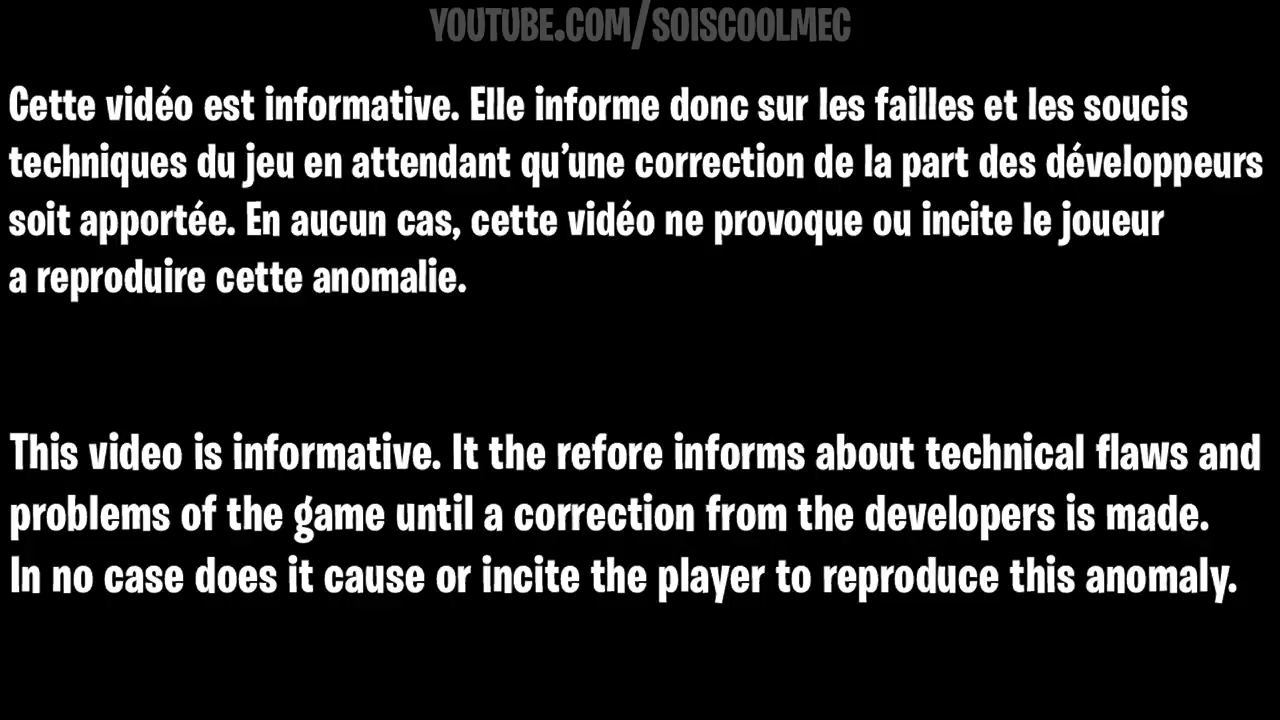 YOUTUBE.COM/SOISCOOLMEC
Cette vidéo est informative. Elle informe donc sur les failles et les soucis
techniques du jeu en attendant qu’une correction de la part des développeurs
soit apportée. En aucun cas, cette vidéo ne provoque ou incite le joueur
a reproduire cette anomalie.
This video is informative. It the refore informs about technical flaws and
problems of the game until a correction from the developers is made.
In no case does it cause or incite the player to reproduce this anomaly.